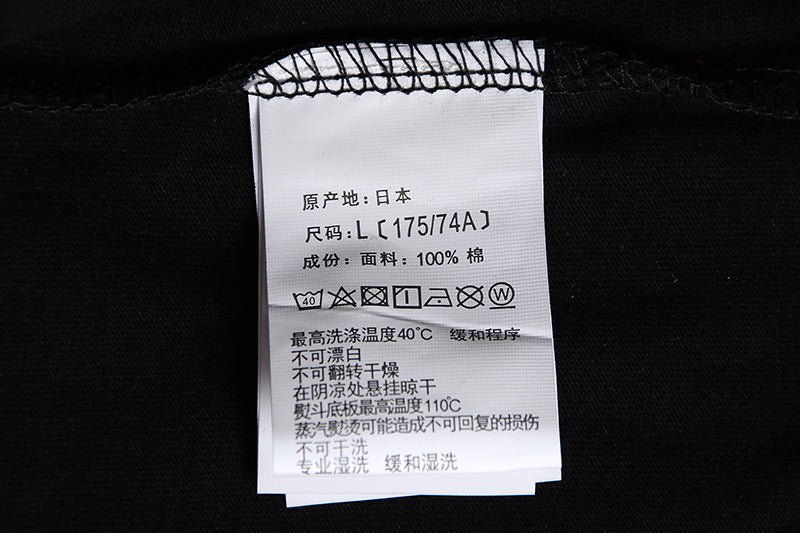 原产地: 日本
尺码: L〔175/74A〕
成份: 面料: 100% 棉
40 W
最高洗涤温度40℃ 缓和程序
不可漂白
不可翻转干燥
在阴凉处悬挂晾干
熨斗底板最高温度110℃
蒸汽熨烫可能造成不可回复的损伤
不可干洗
专业湿洗 缓和湿洗